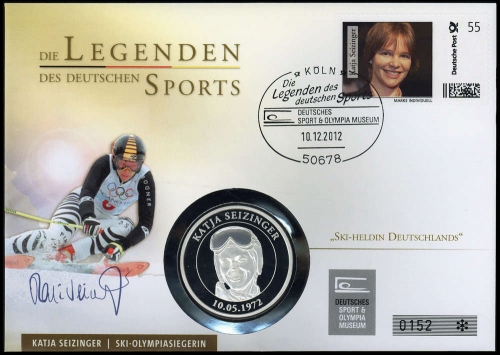 DIE LEGENDEN
DES DEUTSCHEN SPORTS
Katja Seizinger
Deutsche Post
55
MARKE INDIVIDUELL
KÖLN
Die
Legenden des
deutschen Sports
DEUTSCHES
SPORT & OLYMPIA MUSEUM
10.12.2012
50678
OGNER
KATJA SEIZINGER
10.05.1972
„SKI-HELDIN DEUTSCHLANDS"
DEUTSCHES
SPORT &
OLYMPIA
MUSEUM
0152
KATJA SEIZINGER | SKI-OLYMPIASIEGERIN